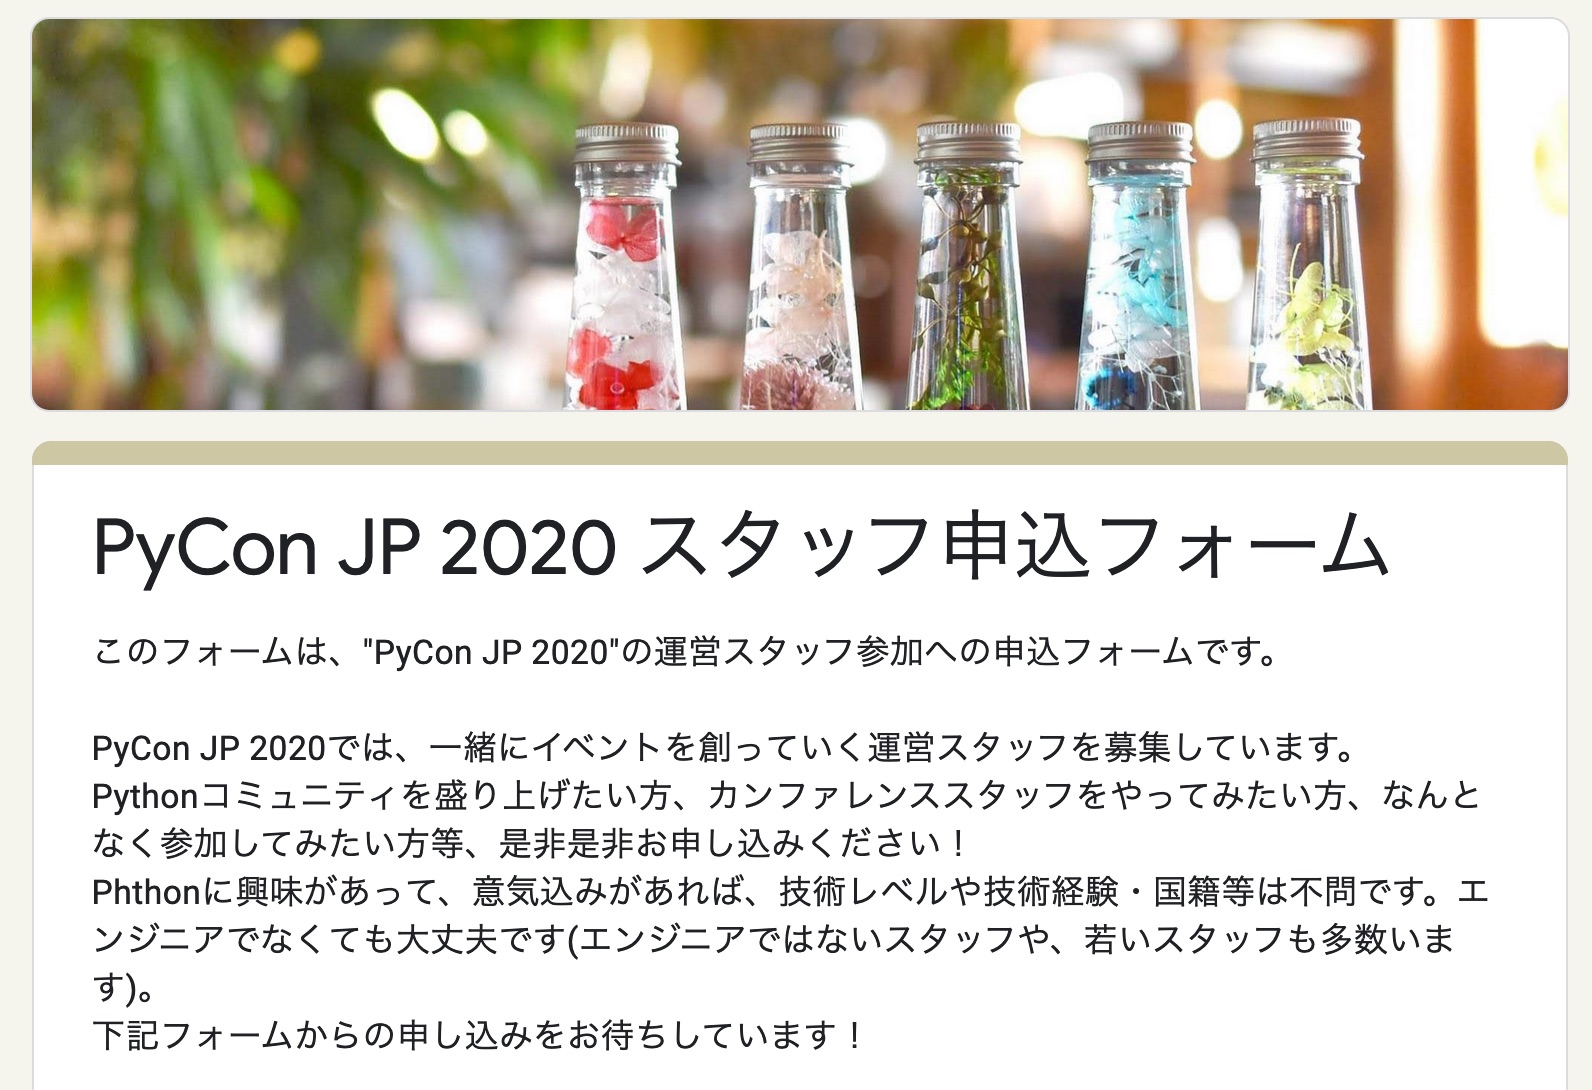 PyCon JP 2020 スタッフ申込フォーム
このフォームは、"PyCon JP 2020"の運営スタッフ参加への申込フォームです。
PyCon JP 2020では、一緒にイベントを創っていく運営スタッフを募集しています。
Pythonコミュニティを盛り上げたい方、カンファレンススタッフをやってみたい方、なんと
なく参加してみたい方等、是非是非お申し込みください！
Phthonに興味があって、意気込みがあれば、技術レベルや技術経験・国籍等は不問です。エ
ンジニアでなくても大丈夫です(エンジニアではないスタッフや、若いスタッフも多数いま
す)。
下記フォームからの申し込みをお待ちしています！